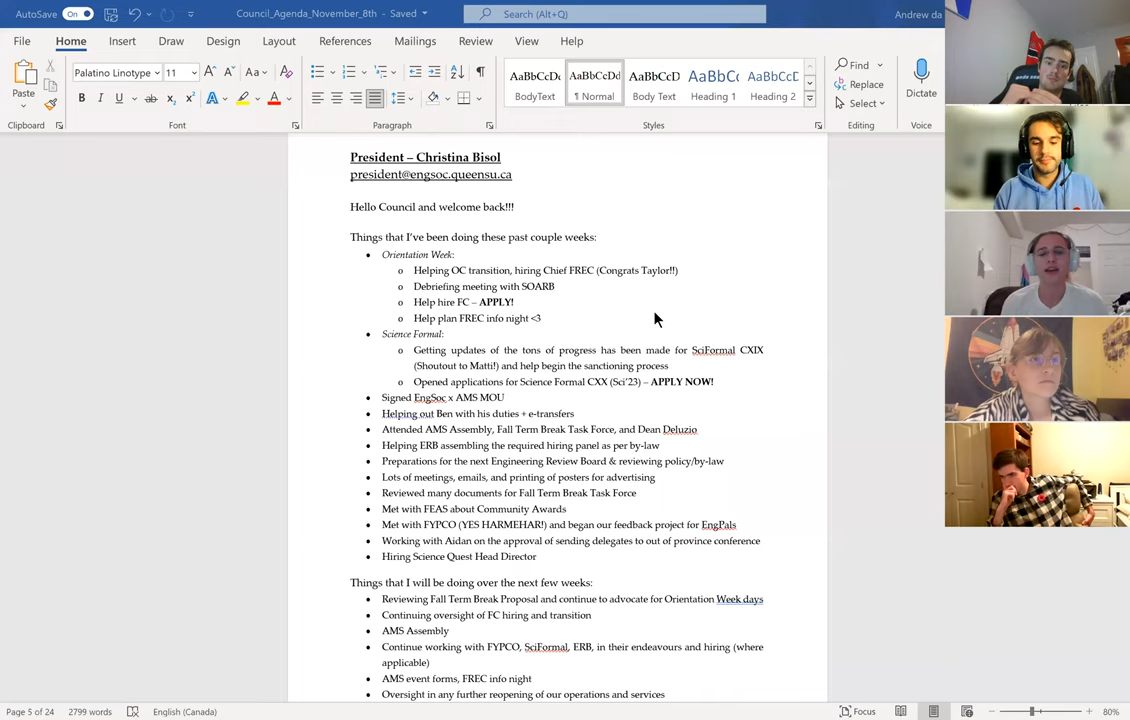 AutoSave On Council_Agenda_November_8th - Saved Search (Alt+Q) Andrew da
File Home Insert Draw Design Layout References Mailings Review View Help
Paste Palatino Linotype 11 Aa AaBbCcDc AaBbCcDd AaBbCcD AaBbC AaBbCcD Find Replace Select Dictate
BodyText ¶ Normal Body Text Heading 1 Heading 2
Clipboard Font Paragraph Styles Editing Voice
President – Christina Bisol
president@engsoc.queensu.ca
Hello Council and welcome back!!!
Things that I've been doing these past couple weeks:
• Orientation Week:
o Helping OC transition, hiring Chief FREC (Congrats Taylor!!)
o Debriefing meeting with SOARB
o Help hire FC – APPLY!
o Help plan FREC info night <3
• Science Formal:
o Getting updates of the tons of progress has been made for SciFormal CXIX
(Shoutout to Matti!) and help begin the sanctioning process
o Opened applications for Science Formal CXX (Sci'23) – APPLY NOW!
• Signed EngSoc x AMS MOU
• Helping out Ben with his duties + e-transfers
• Attended AMS Assembly, Fall Term Break Task Force, and Dean Deluzio
• Helping ERB assembling the required hiring panel as per by-law
• Preparations for the next Engineering Review Board & reviewing policy/by-law
• Lots of meetings, emails, and printing of posters for advertising
• Reviewed many documents for Fall Term Break Task Force
• Met with FEAS about Community Awards
• Met with FYPCO (YES HARMEHAR!) and began our feedback project for EngPals
• Working with Aidan on the approval of sending delegates to out of province conference
• Hiring Science Quest Head Director
Things that I will be doing over the next few weeks:
• Reviewing Fall Term Break Proposal and continue to advocate for Orientation Week days
• Continuing oversight of FC hiring and transition
• AMS Assembly
• Continue working with FYPCO, SciFormal, ERB, in their endeavours and hiring (where
applicable)
• AMS event forms, FREC info night
• Oversight in any further reopening of our operations and services
Page 5 of 24 2799 words English (Canada) Focus 80%